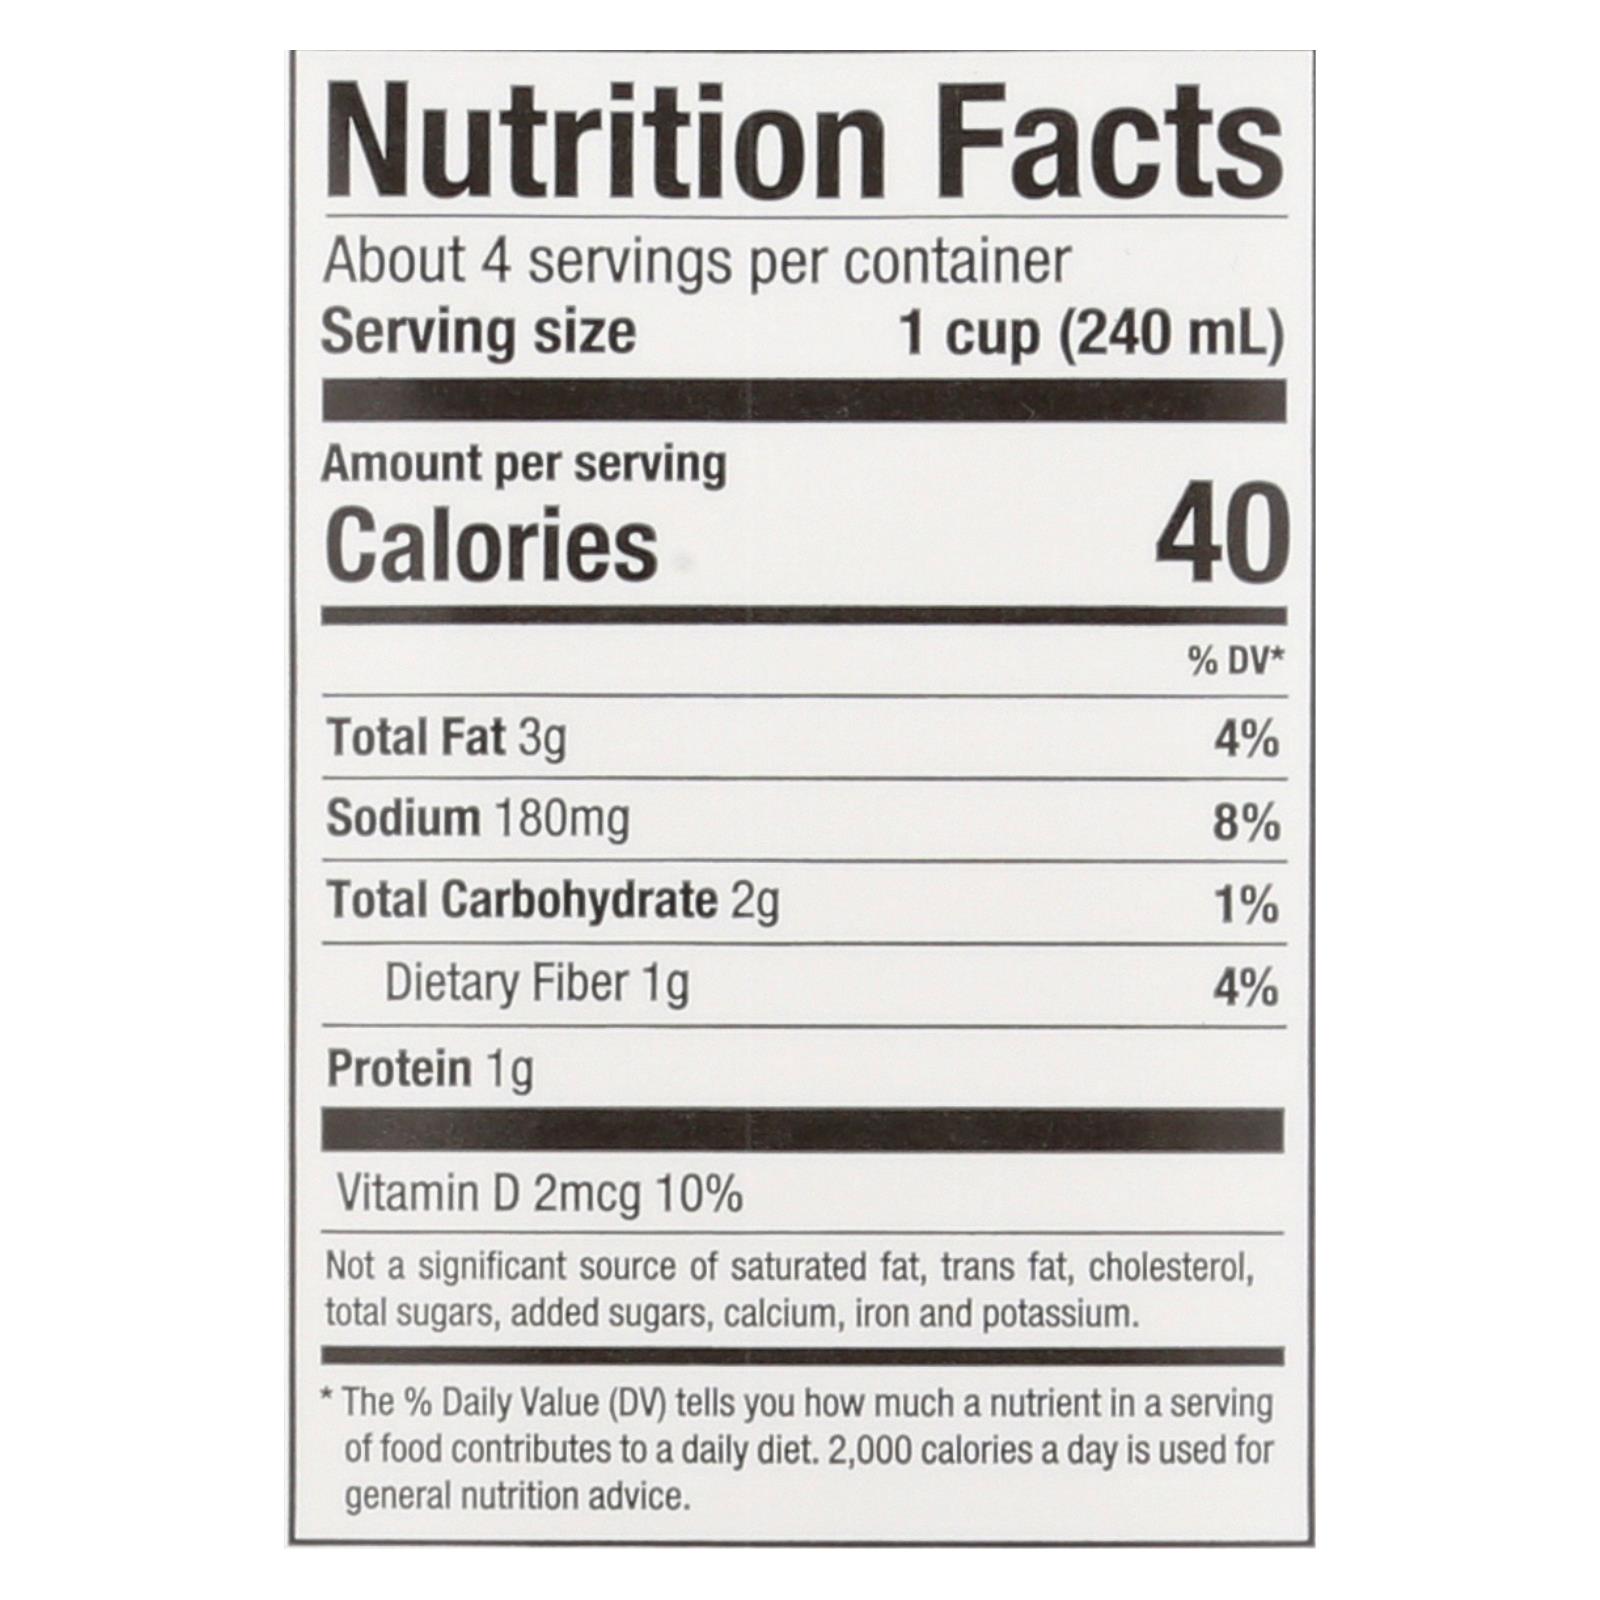 Nutrition Facts
About 4 servings per container
Serving size 1 cup (240 mL)
Amount per serving
Calories 40
% DV*
Total Fat 3g 4%
Sodium 180mg 8%
Total Carbohydrate 2g 1%
Dietary Fiber 1g 4%
Protein 1g
Vitamin D 2mcg 10%
Not a significant source of saturated fat, trans fat, cholesterol,
total sugars, added sugars, calcium, iron and potassium.
* The % Daily Value (DV) tells you how much a nutrient in a serving
of food contributes to a daily diet. 2,000 calories a day is used for
general nutrition advice.